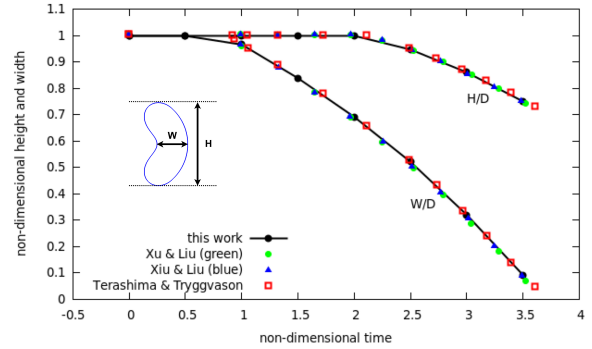 1
0.9
0.8
0.7
0.6
0.5
0.4
0.3
0.2
0.1
0
non-dimensional height and width
W
H
H/D
W/D
this work
Xu & Liu (green)
Xiu & Liu (blue)
Terashima & Tryggvason
-0.5 0 0.5 1 1.5 2 2.5 3 3.5 4
non-dimensional time